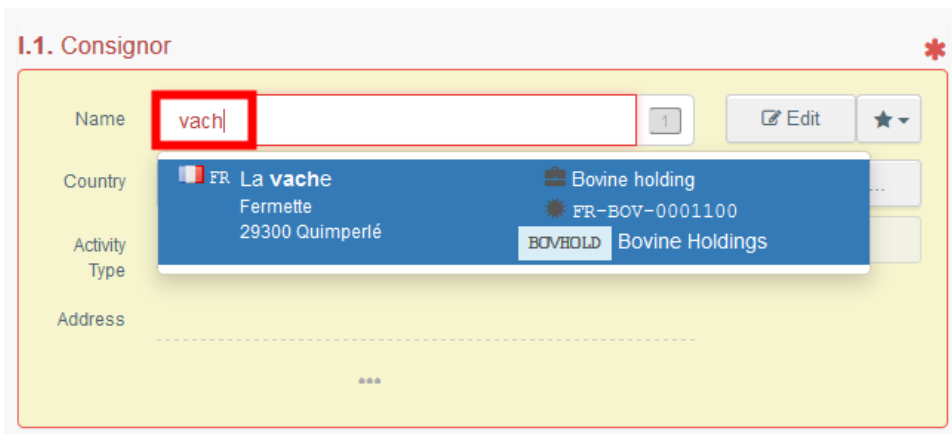 I.1. Consignor
Name
vach
1
Edit
Country
FR La vache
Fermette
29300 Quimperlé
Bovine holding
FR-BOV-0001100
BOVHOLD Bovine Holdings
...
Activity
Type
Address